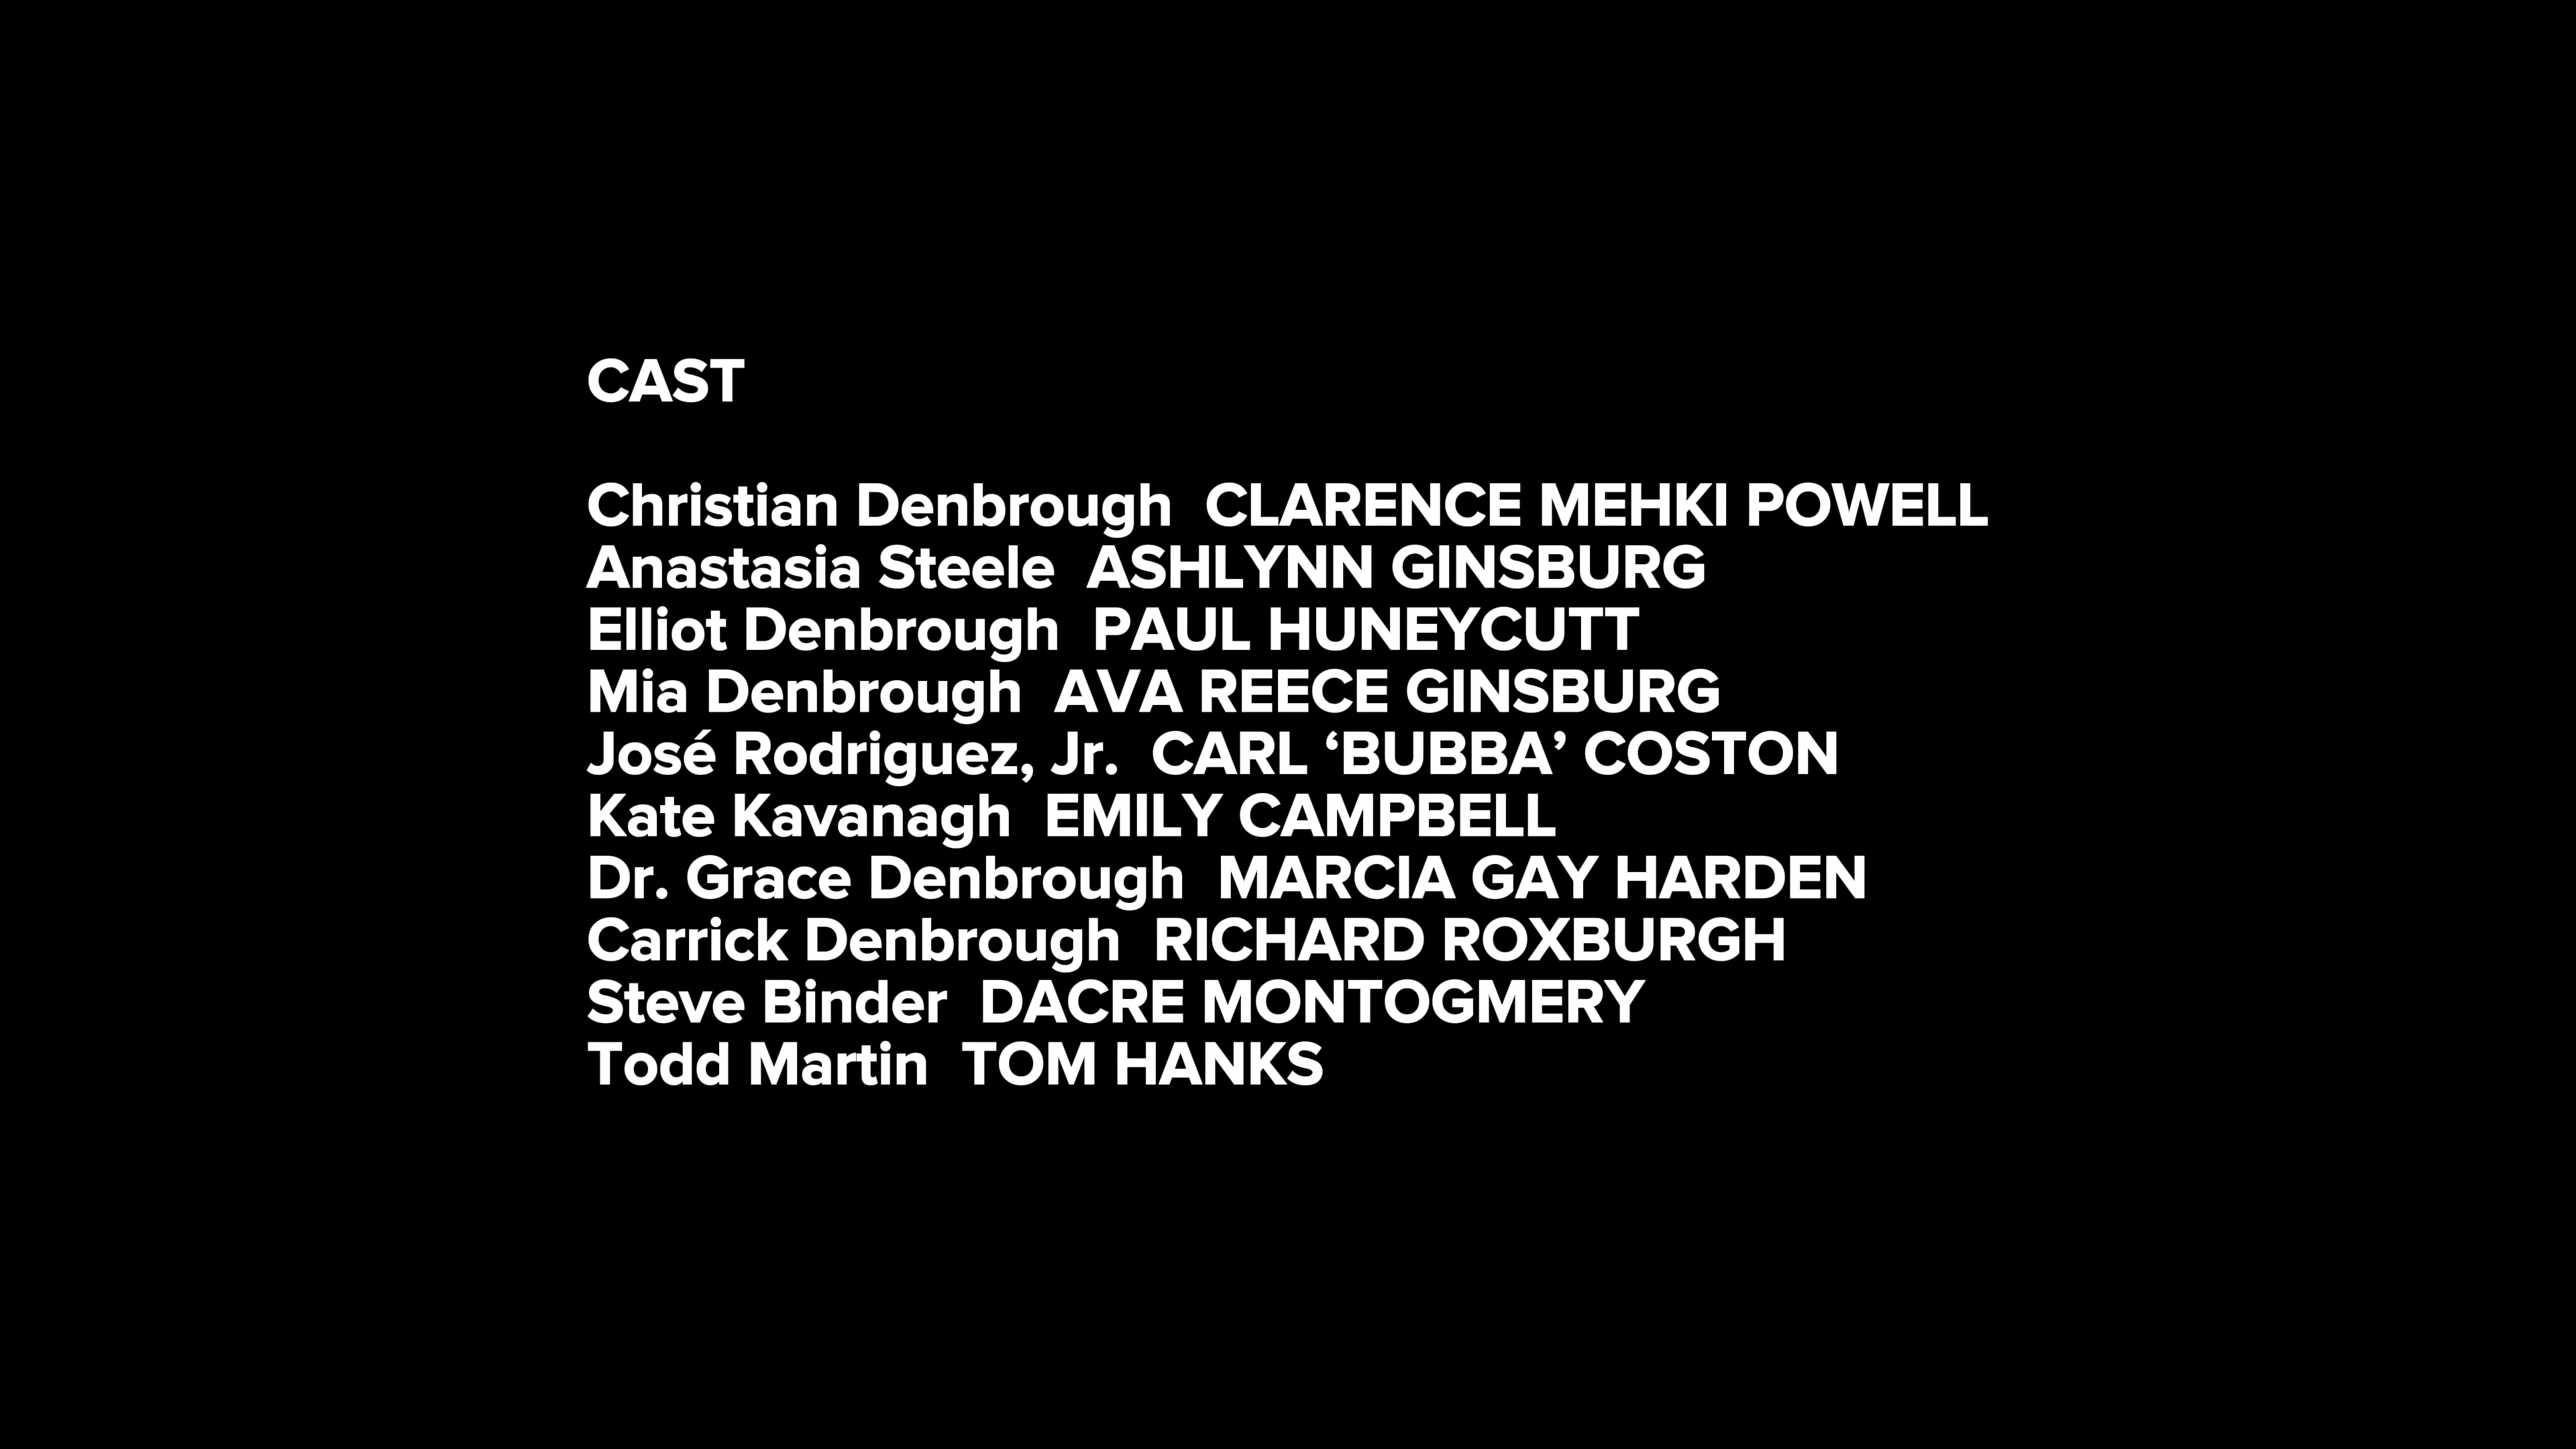 CAST
Christian Denbrough CLARENCE MEHKI POWELL
Anastasia Steele ASHLYNN GINSBURG
Elliot Denbrough PAUL HUNEYCUTT
Mia Denbrough AVA REECE GINSBURG
José Rodriguez, Jr. CARL ‘BUBBA’ COSTON
Kate Kavanagh EMILY CAMPBELL
Dr. Grace Denbrough MARCIA GAY HARDEN
Carrick Denbrough RICHARD ROXBURGH
Steve Binder DACRE MONTOGMERY
Todd Martin TOM HANKS